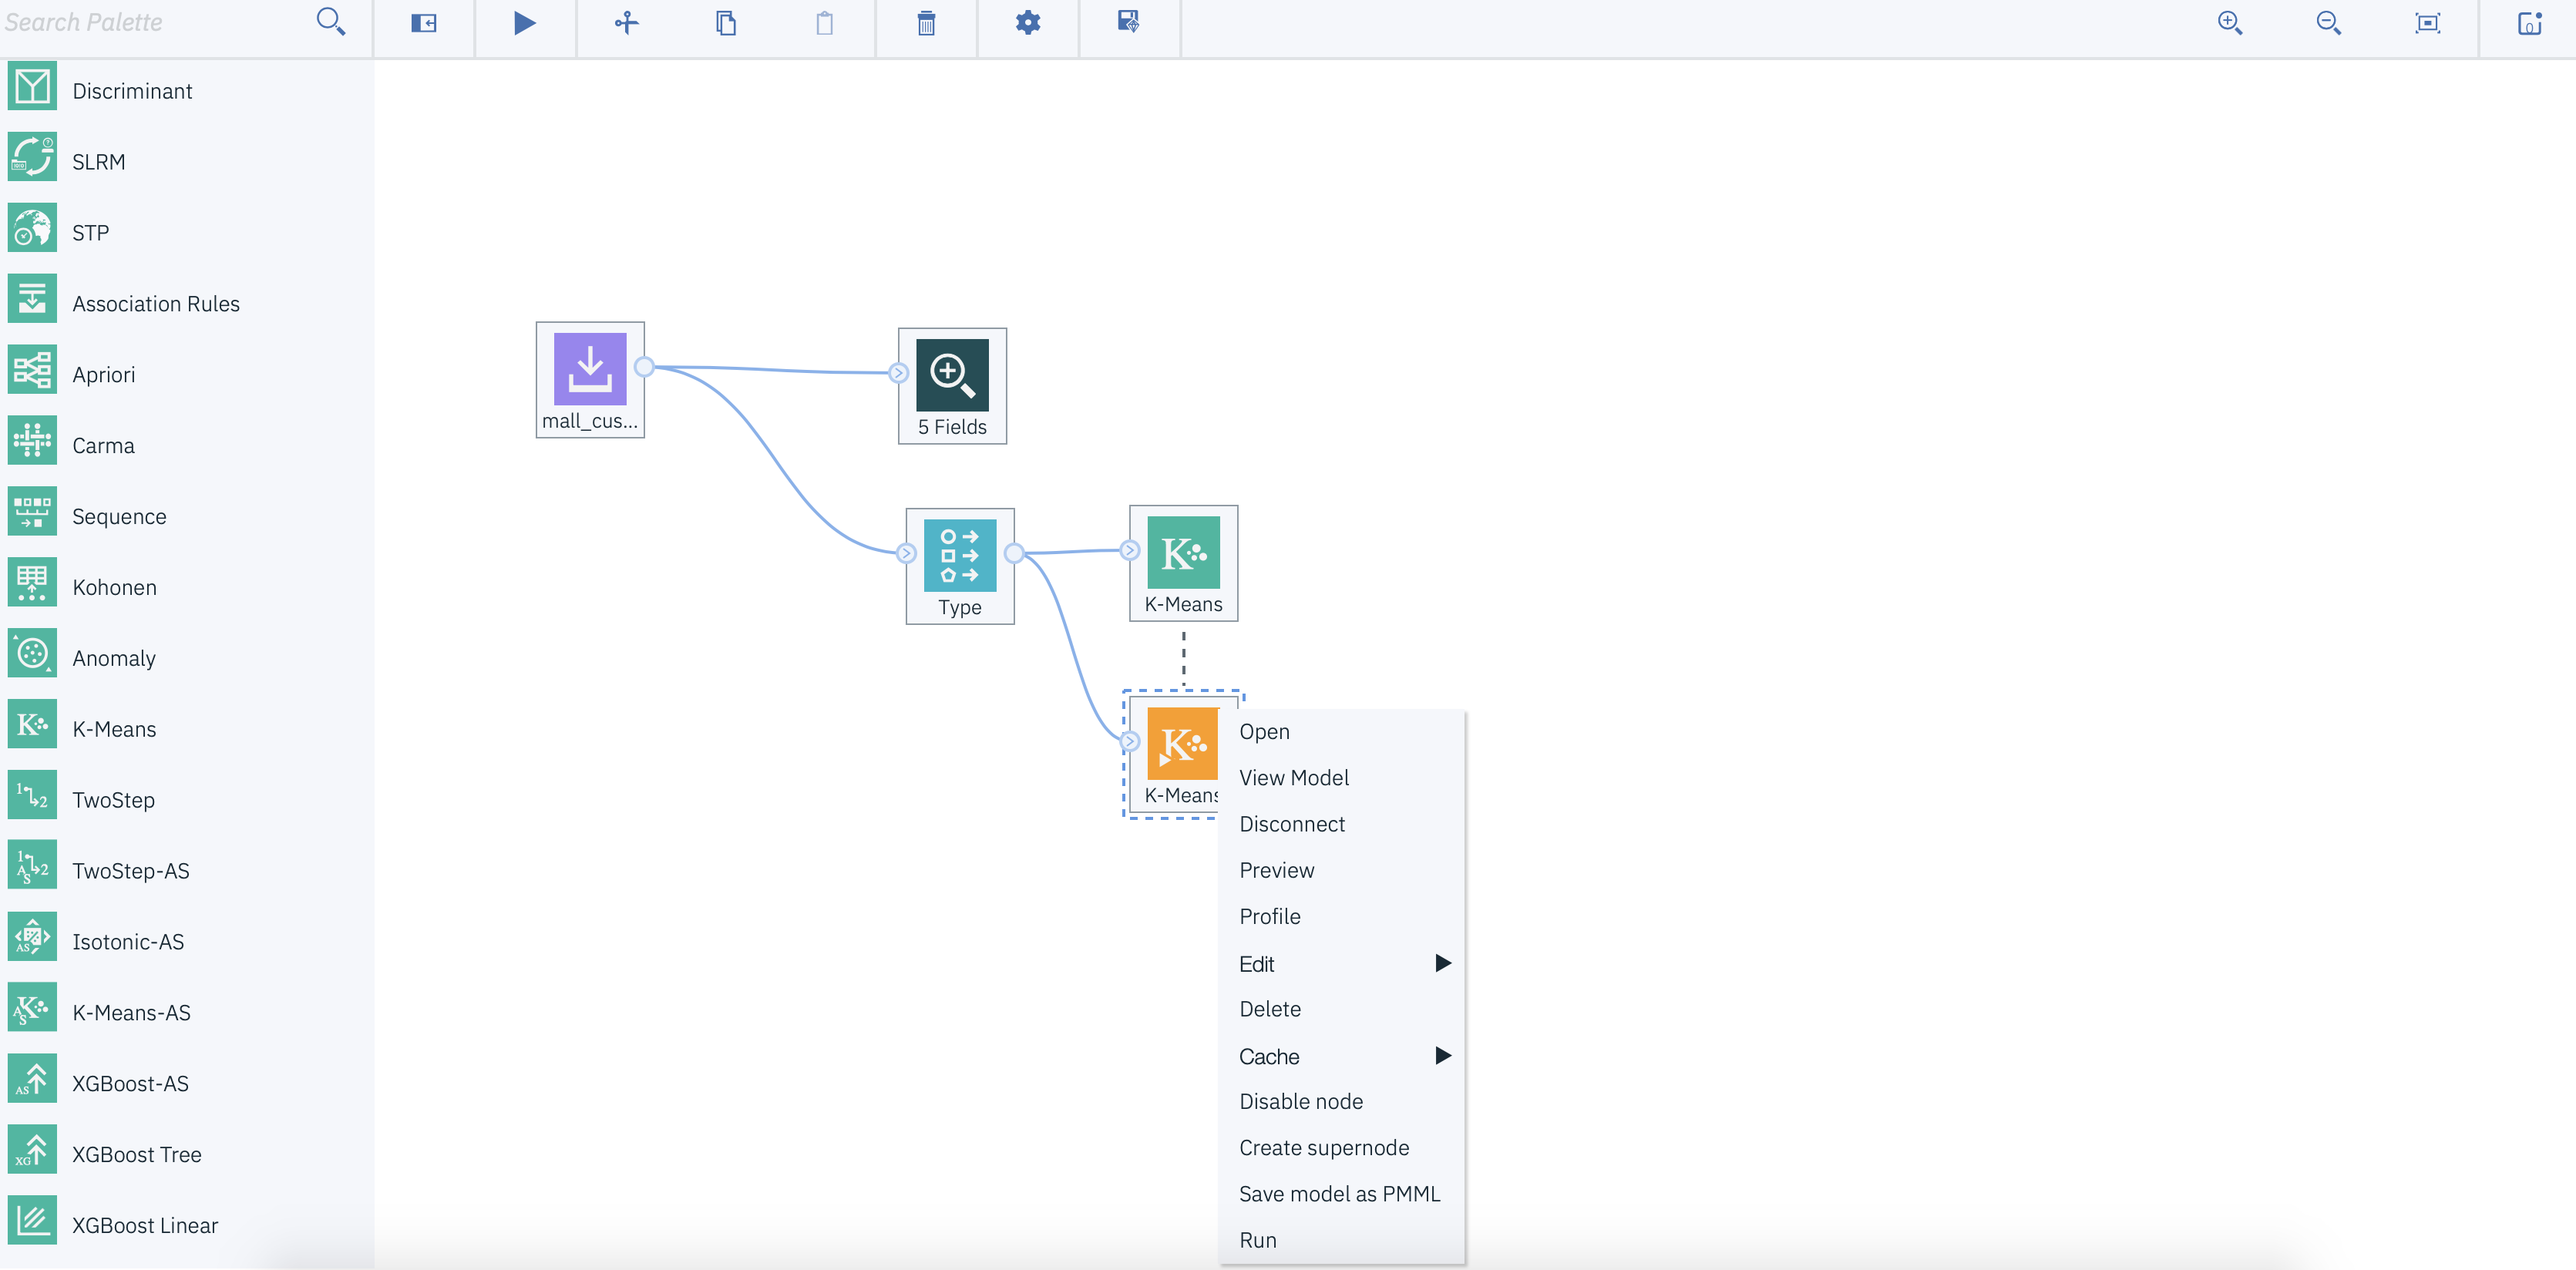 Search Palette
Discriminant
SLRM
STP
Association Rules
Apriori
Carma
Sequence
Kohonen
Anomaly
K-Means
TwoStep
TwoStep-AS
Isotonic-AS
K-Means-AS
XGBoost-AS
XGBoost Tree
XGBoost Linear
mall_cus...
5 Fields
Type
K-Means
K-Means
Open
View Model
Disconnect
Preview
Profile
Edit
Delete
Cache
Disable node
Create supernode
Save model as PMML
Run